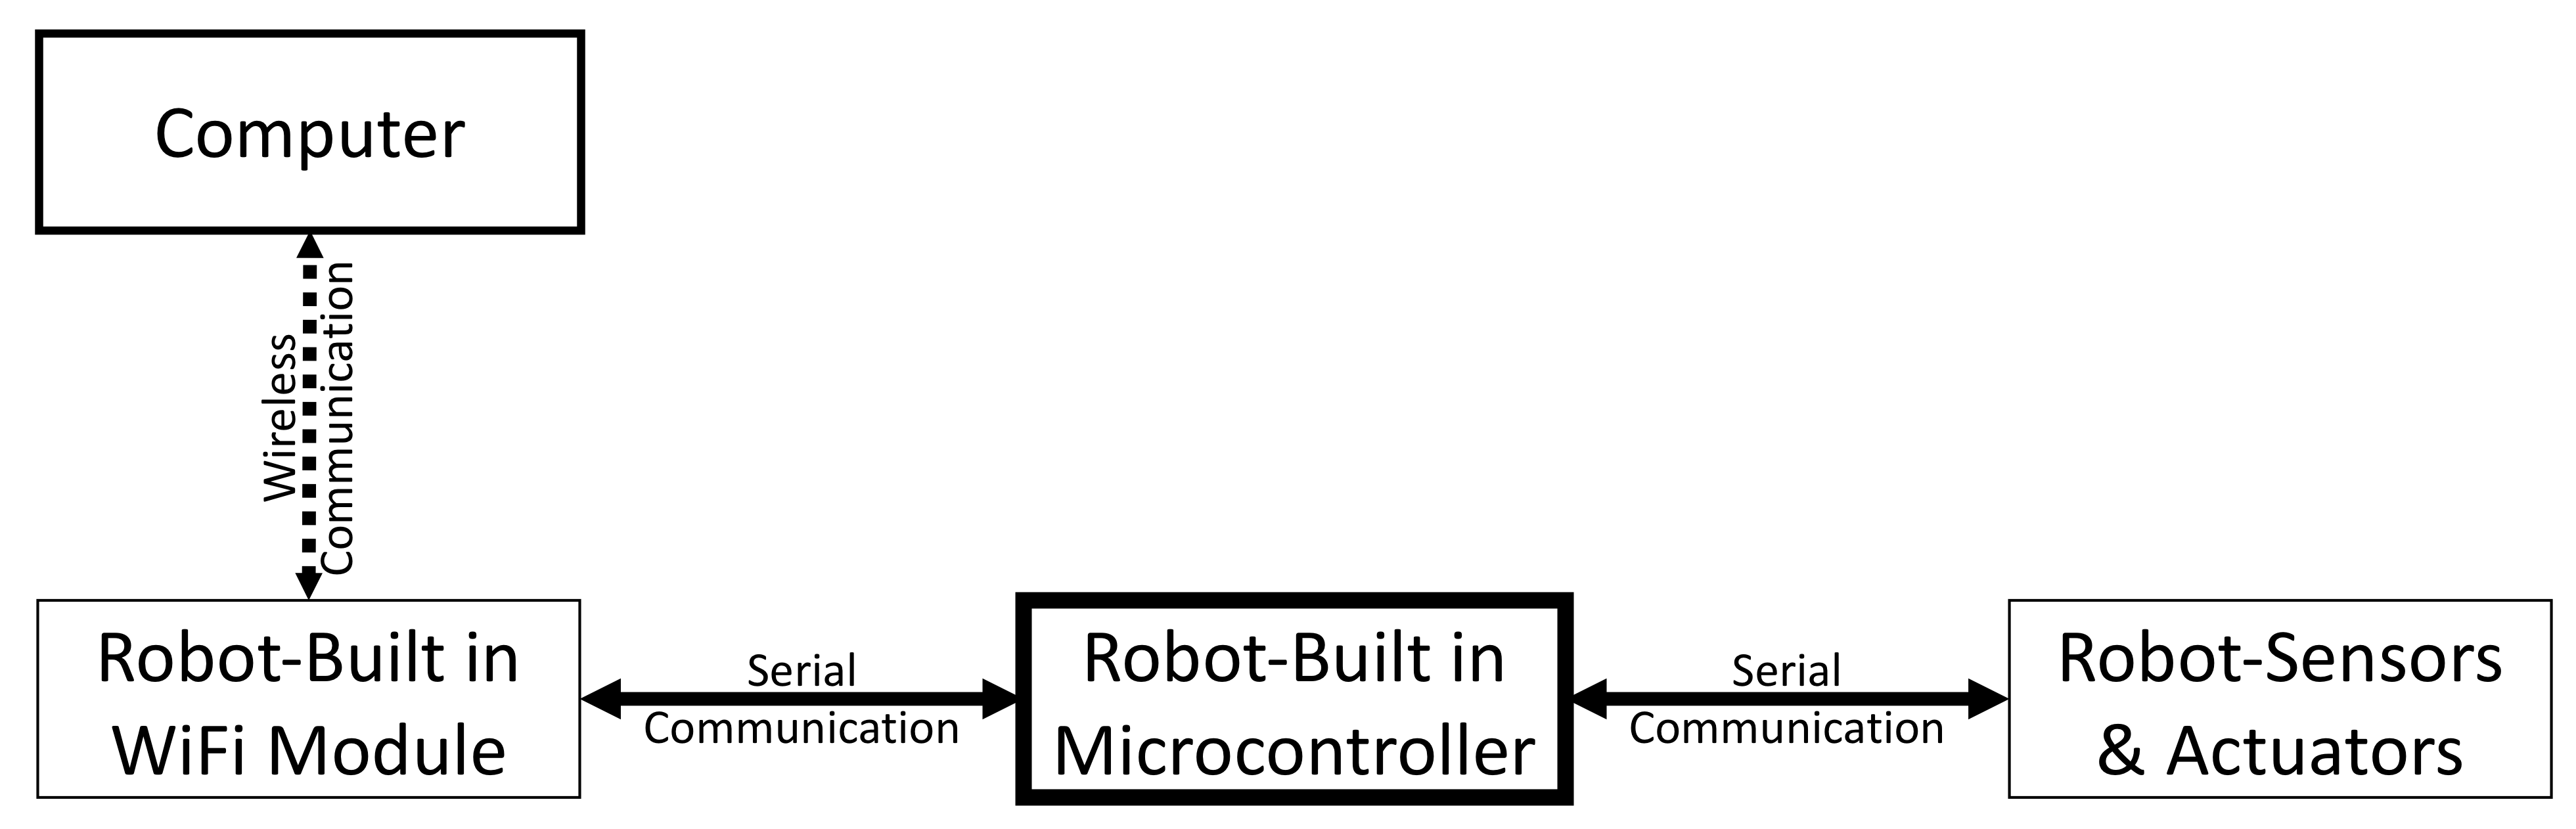 Computer
Wireless
Communication
Robot-Built in
WiFi Module
Serial
Communication
Robot-Built in
Microcontroller
Serial
Communication
Robot-Sensors
& Actuators